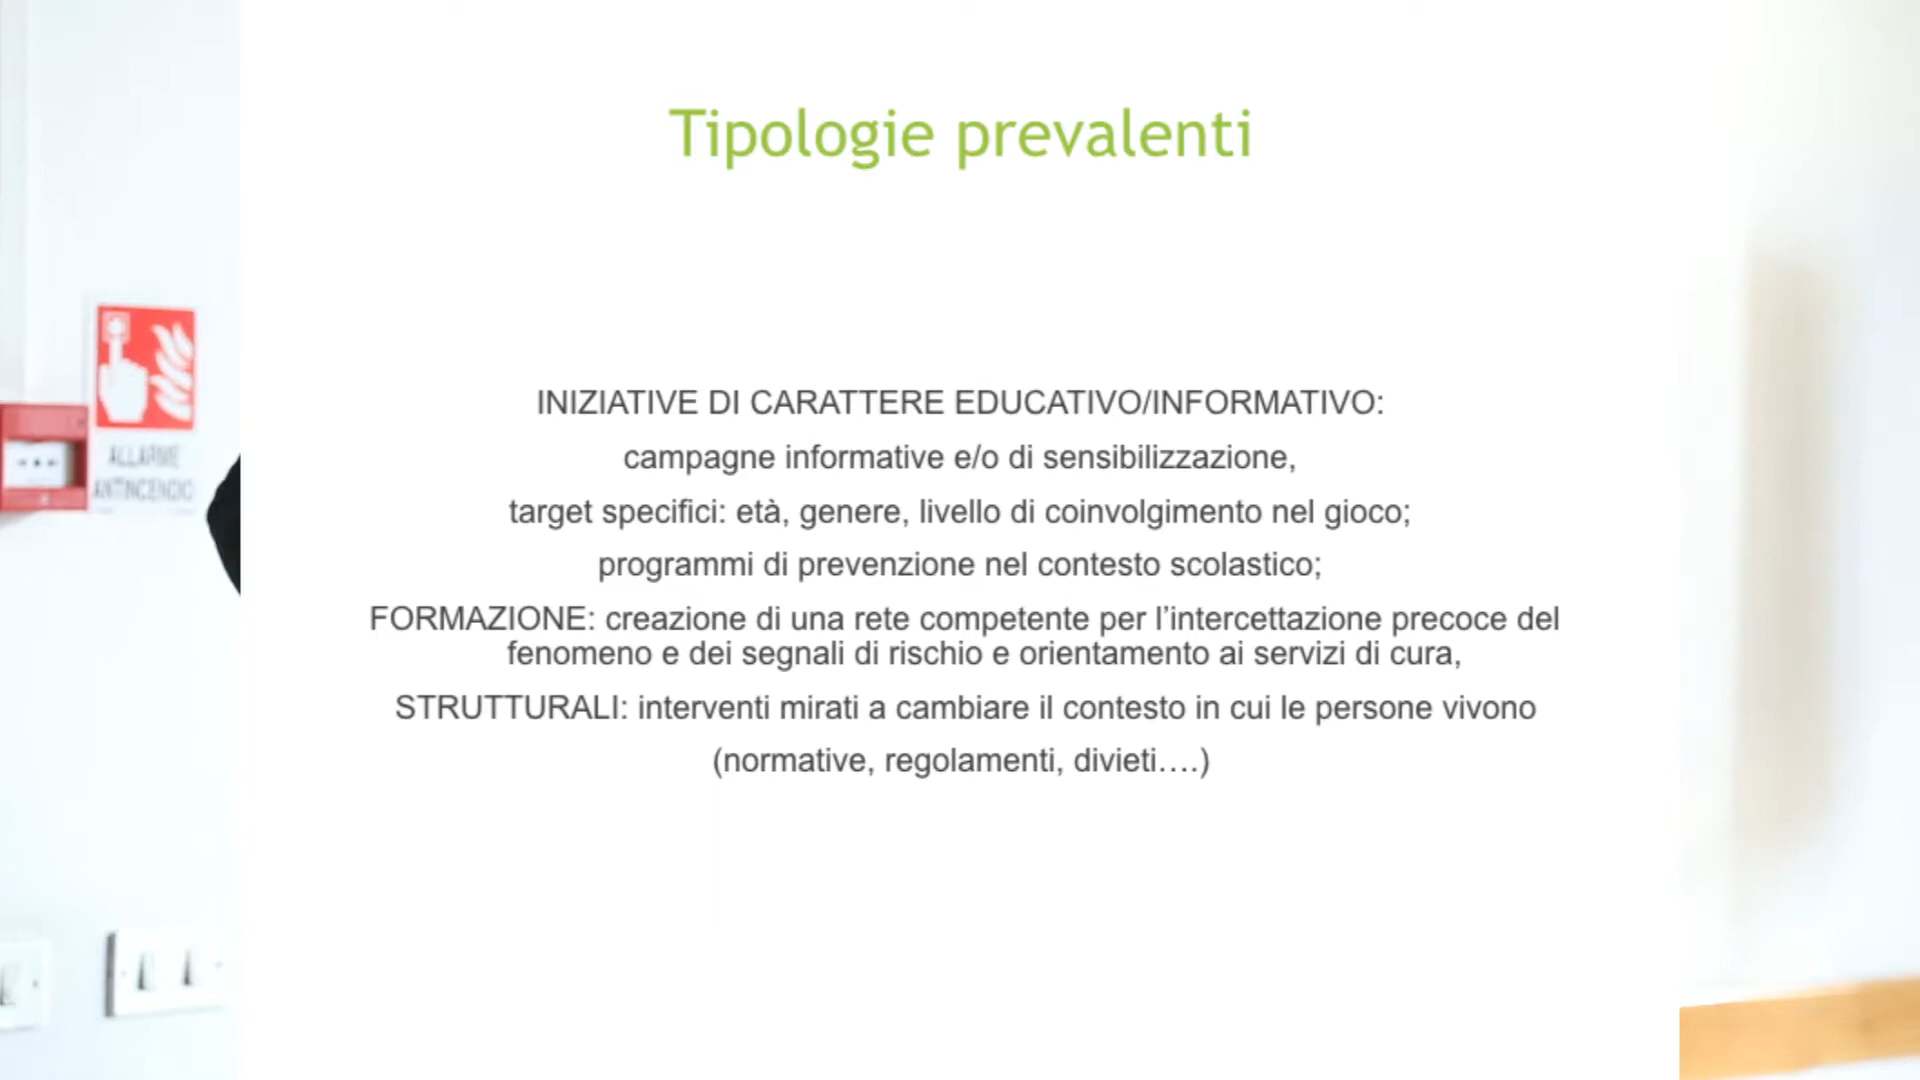 Tipologie prevalenti
INIZIATIVE DI CARATTERE EDUCATIVO/INFORMATIVO:
campagne informative e/o di sensibilizzazione,
target specifici: età, genere, livello di coinvolgimento nel gioco;
programmi di prevenzione nel contesto scolastico;
FORMAZIONE: creazione di una rete competente per l’intercettazione precoce del
fenomeno e dei segnali di rischio e orientamento ai servizi di cura,
STRUTTURALI: interventi mirati a cambiare il contesto in cui le persone vivono
(normative, regolamenti, divieti….)
ALLARME
ANTINCENDIO